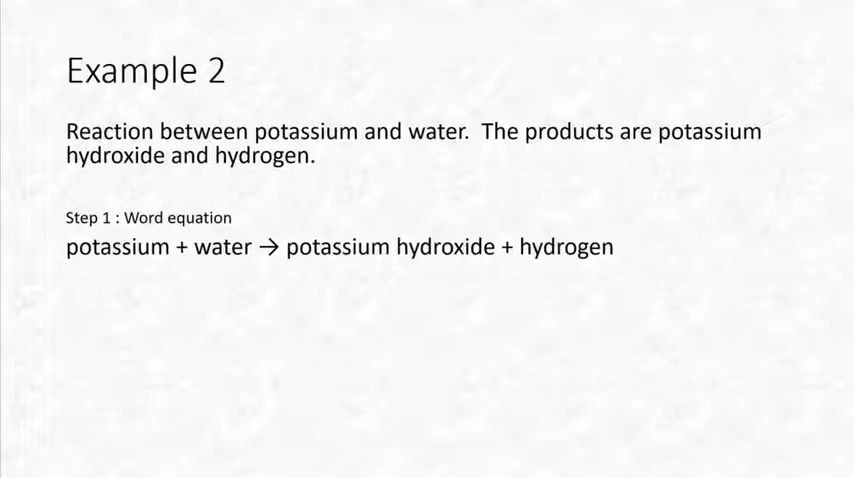 Example 2
Reaction between potassium and water.  The products are potassium
hydroxide and hydrogen.
Step 1 : Word equation
potassium + water → potassium hydroxide + hydrogen